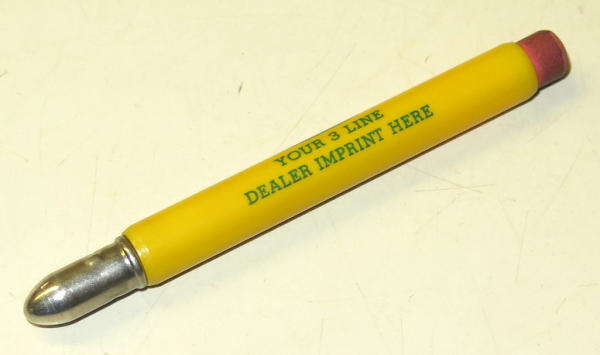 YOUR 3 LINE
DEALER IMPRINT HERE